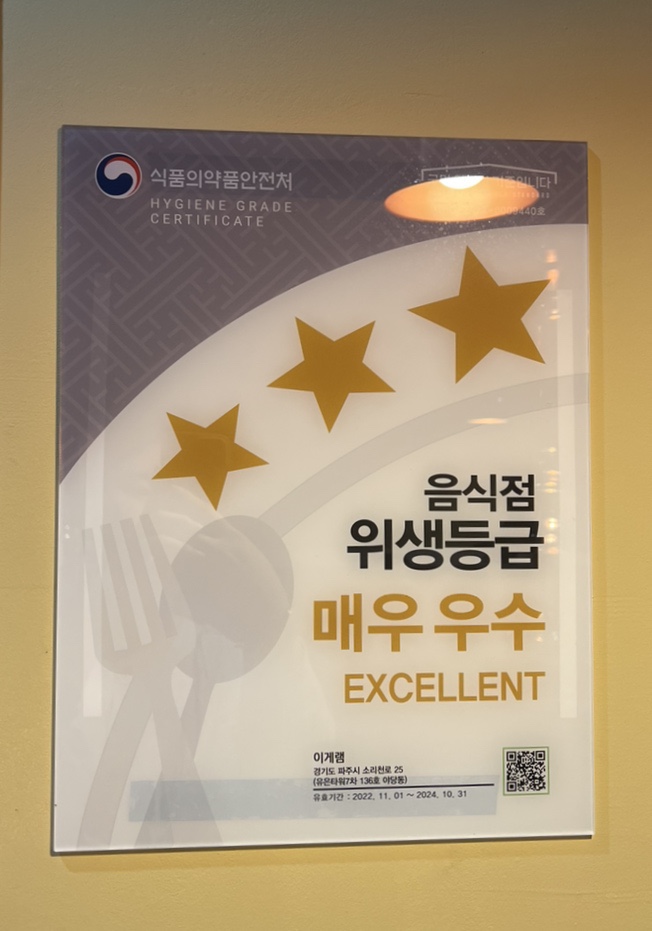 식품의약품안전처
HYGIENE GRADE
CERTIFICATE
음식점
위생등급
매우 우수
EXCELLENT
이게램
경기도 파주시 소리천로 25
(유은타워7차 136호 야당동)
유효기간 : 2022. 11. 01 ~ 2024. 10. 31